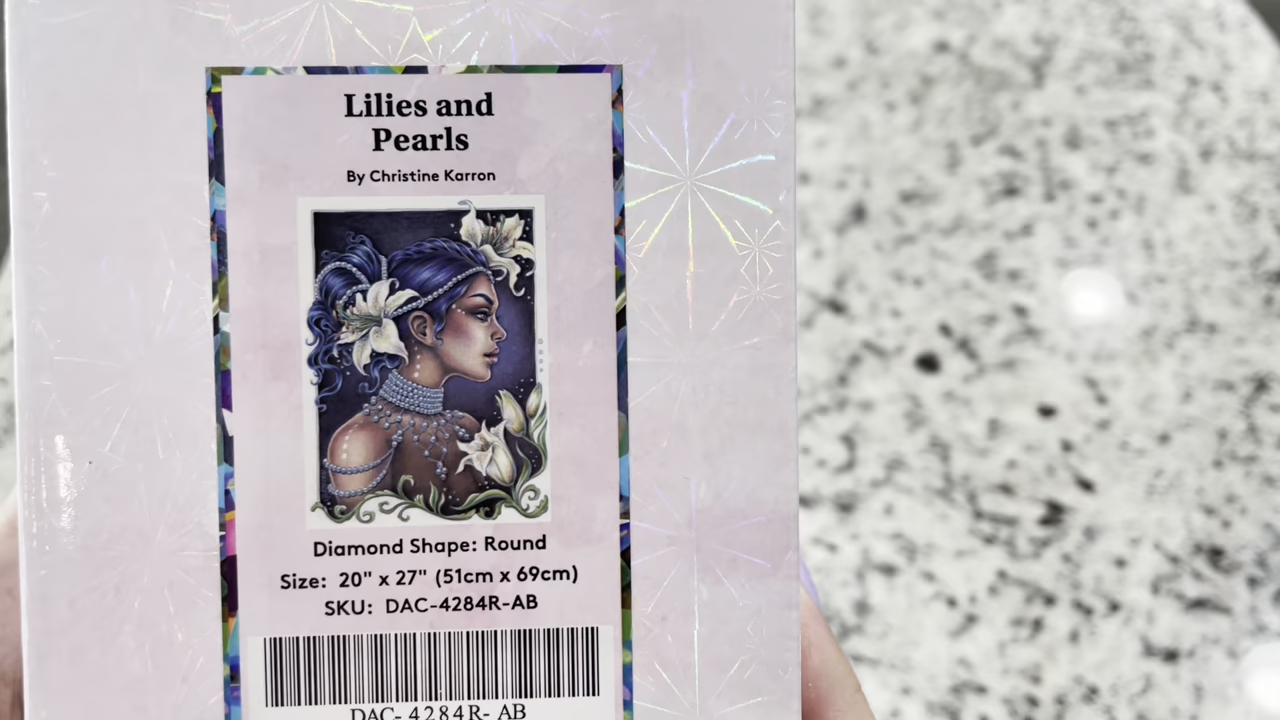 Lilies and
Pearls
By Christine Karron
Diamond Shape: Round
Size: 20" x 27" (51cm x 69cm)
SKU: DAC-4284R-AB
DAC- 4284R- AB